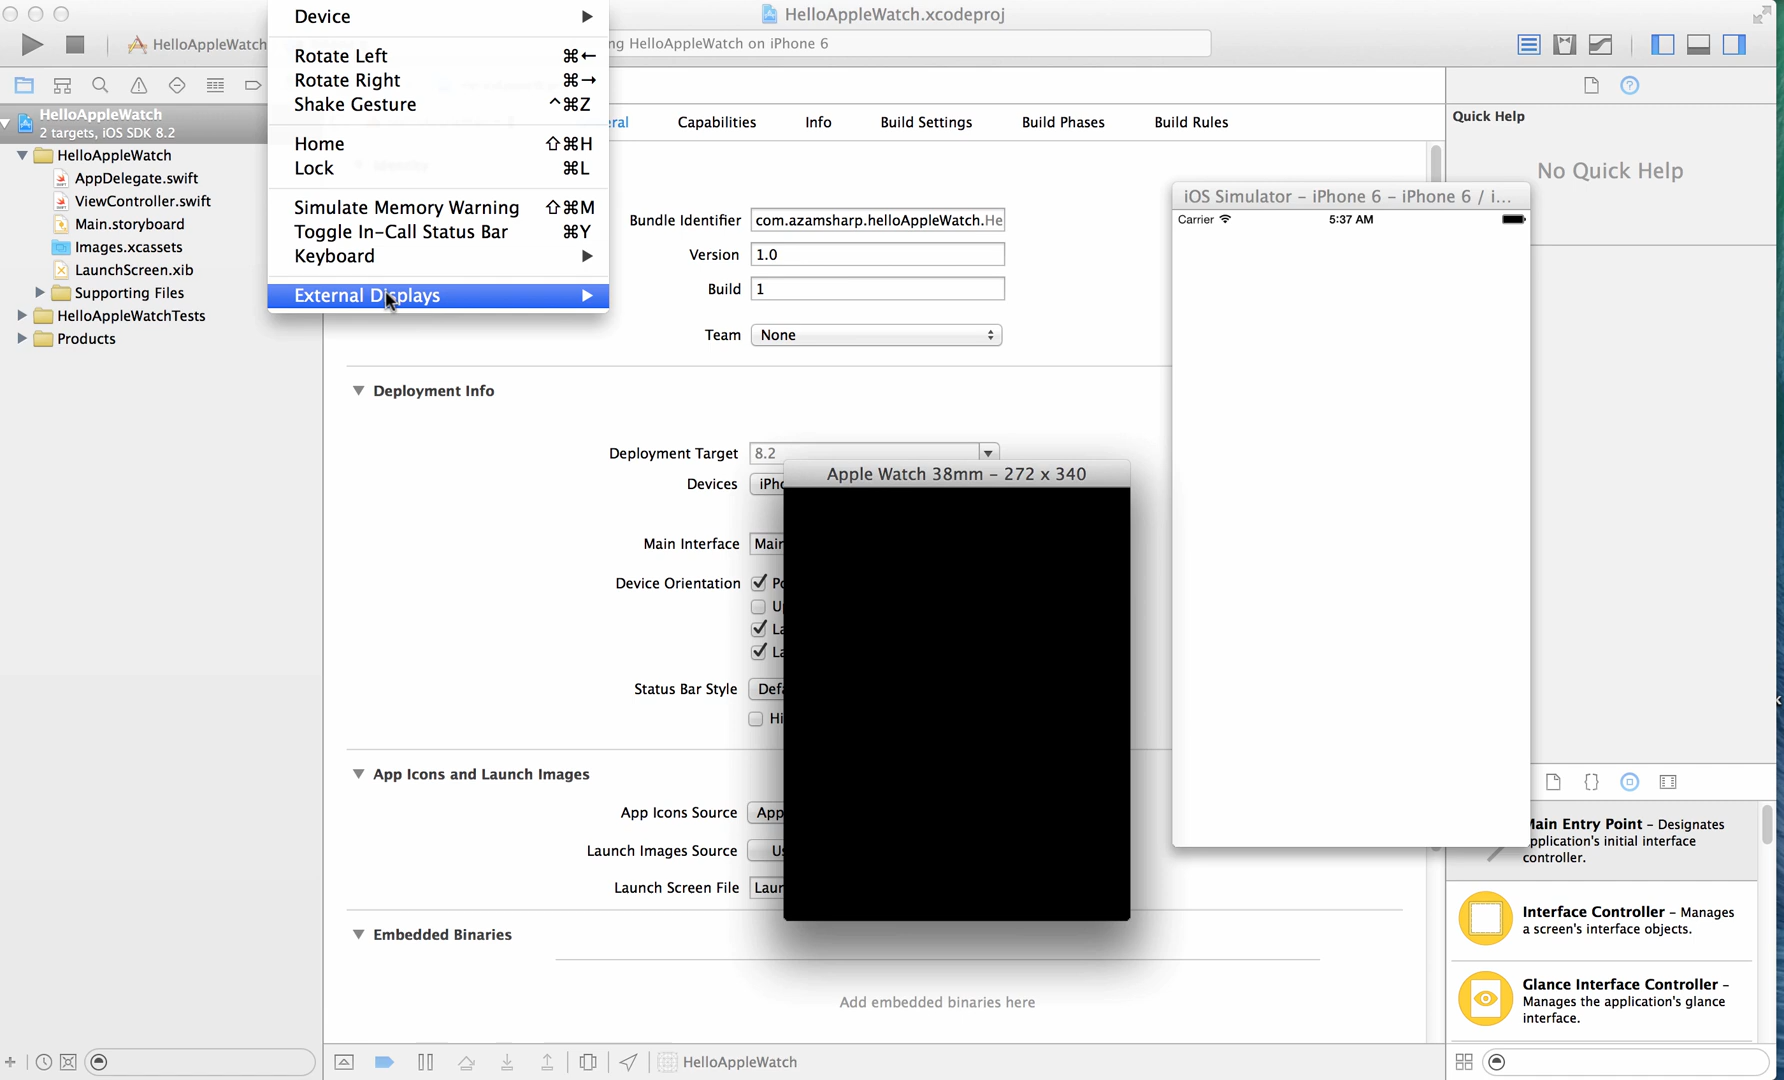 HelloAppleWatch.xcodeproj
HelloAppleWatch
ng HelloAppleWatch on iPhone 6
Device
Rotate Left ⌘←
Rotate Right ⌘→
Shake Gesture ^⌘Z
Home ⇧⌘H
Lock ⌘L
Simulate Memory Warning ⇧⌘M
Toggle In-Call Status Bar ⌘Y
Keyboard
External Displays
HelloAppleWatch
2 targets, iOS SDK 8.2
HelloAppleWatch
AppDelegate.swift
ViewController.swift
Main.storyboard
Images.xcassets
LaunchScreen.xib
Supporting Files
HelloAppleWatchTests
Products
eral Capabilities Info Build Settings Build Phases Build Rules
Bundle Identifier com.azamsharp.helloAppleWatch.He
Version 1.0
Build 1
Team None
Deployment Info
Deployment Target 8.2
Devices iPho
Main Interface Main
Device Orientation Po
U
La
La
Status Bar Style Defa
Hi
App Icons and Launch Images
App Icons Source App
Launch Images Source Us
Launch Screen File Laun
Embedded Binaries
Add embedded binaries here
HelloAppleWatch
Apple Watch 38mm – 272 x 340
iOS Simulator – iPhone 6 – iPhone 6 / i...
Carrier 5:37 AM
Quick Help
No Quick Help
Main Entry Point – Designates
application's initial interface
controller.
Interface Controller – Manages
a screen's interface objects.
Glance Interface Controller –
Manages the application's glance
interface.